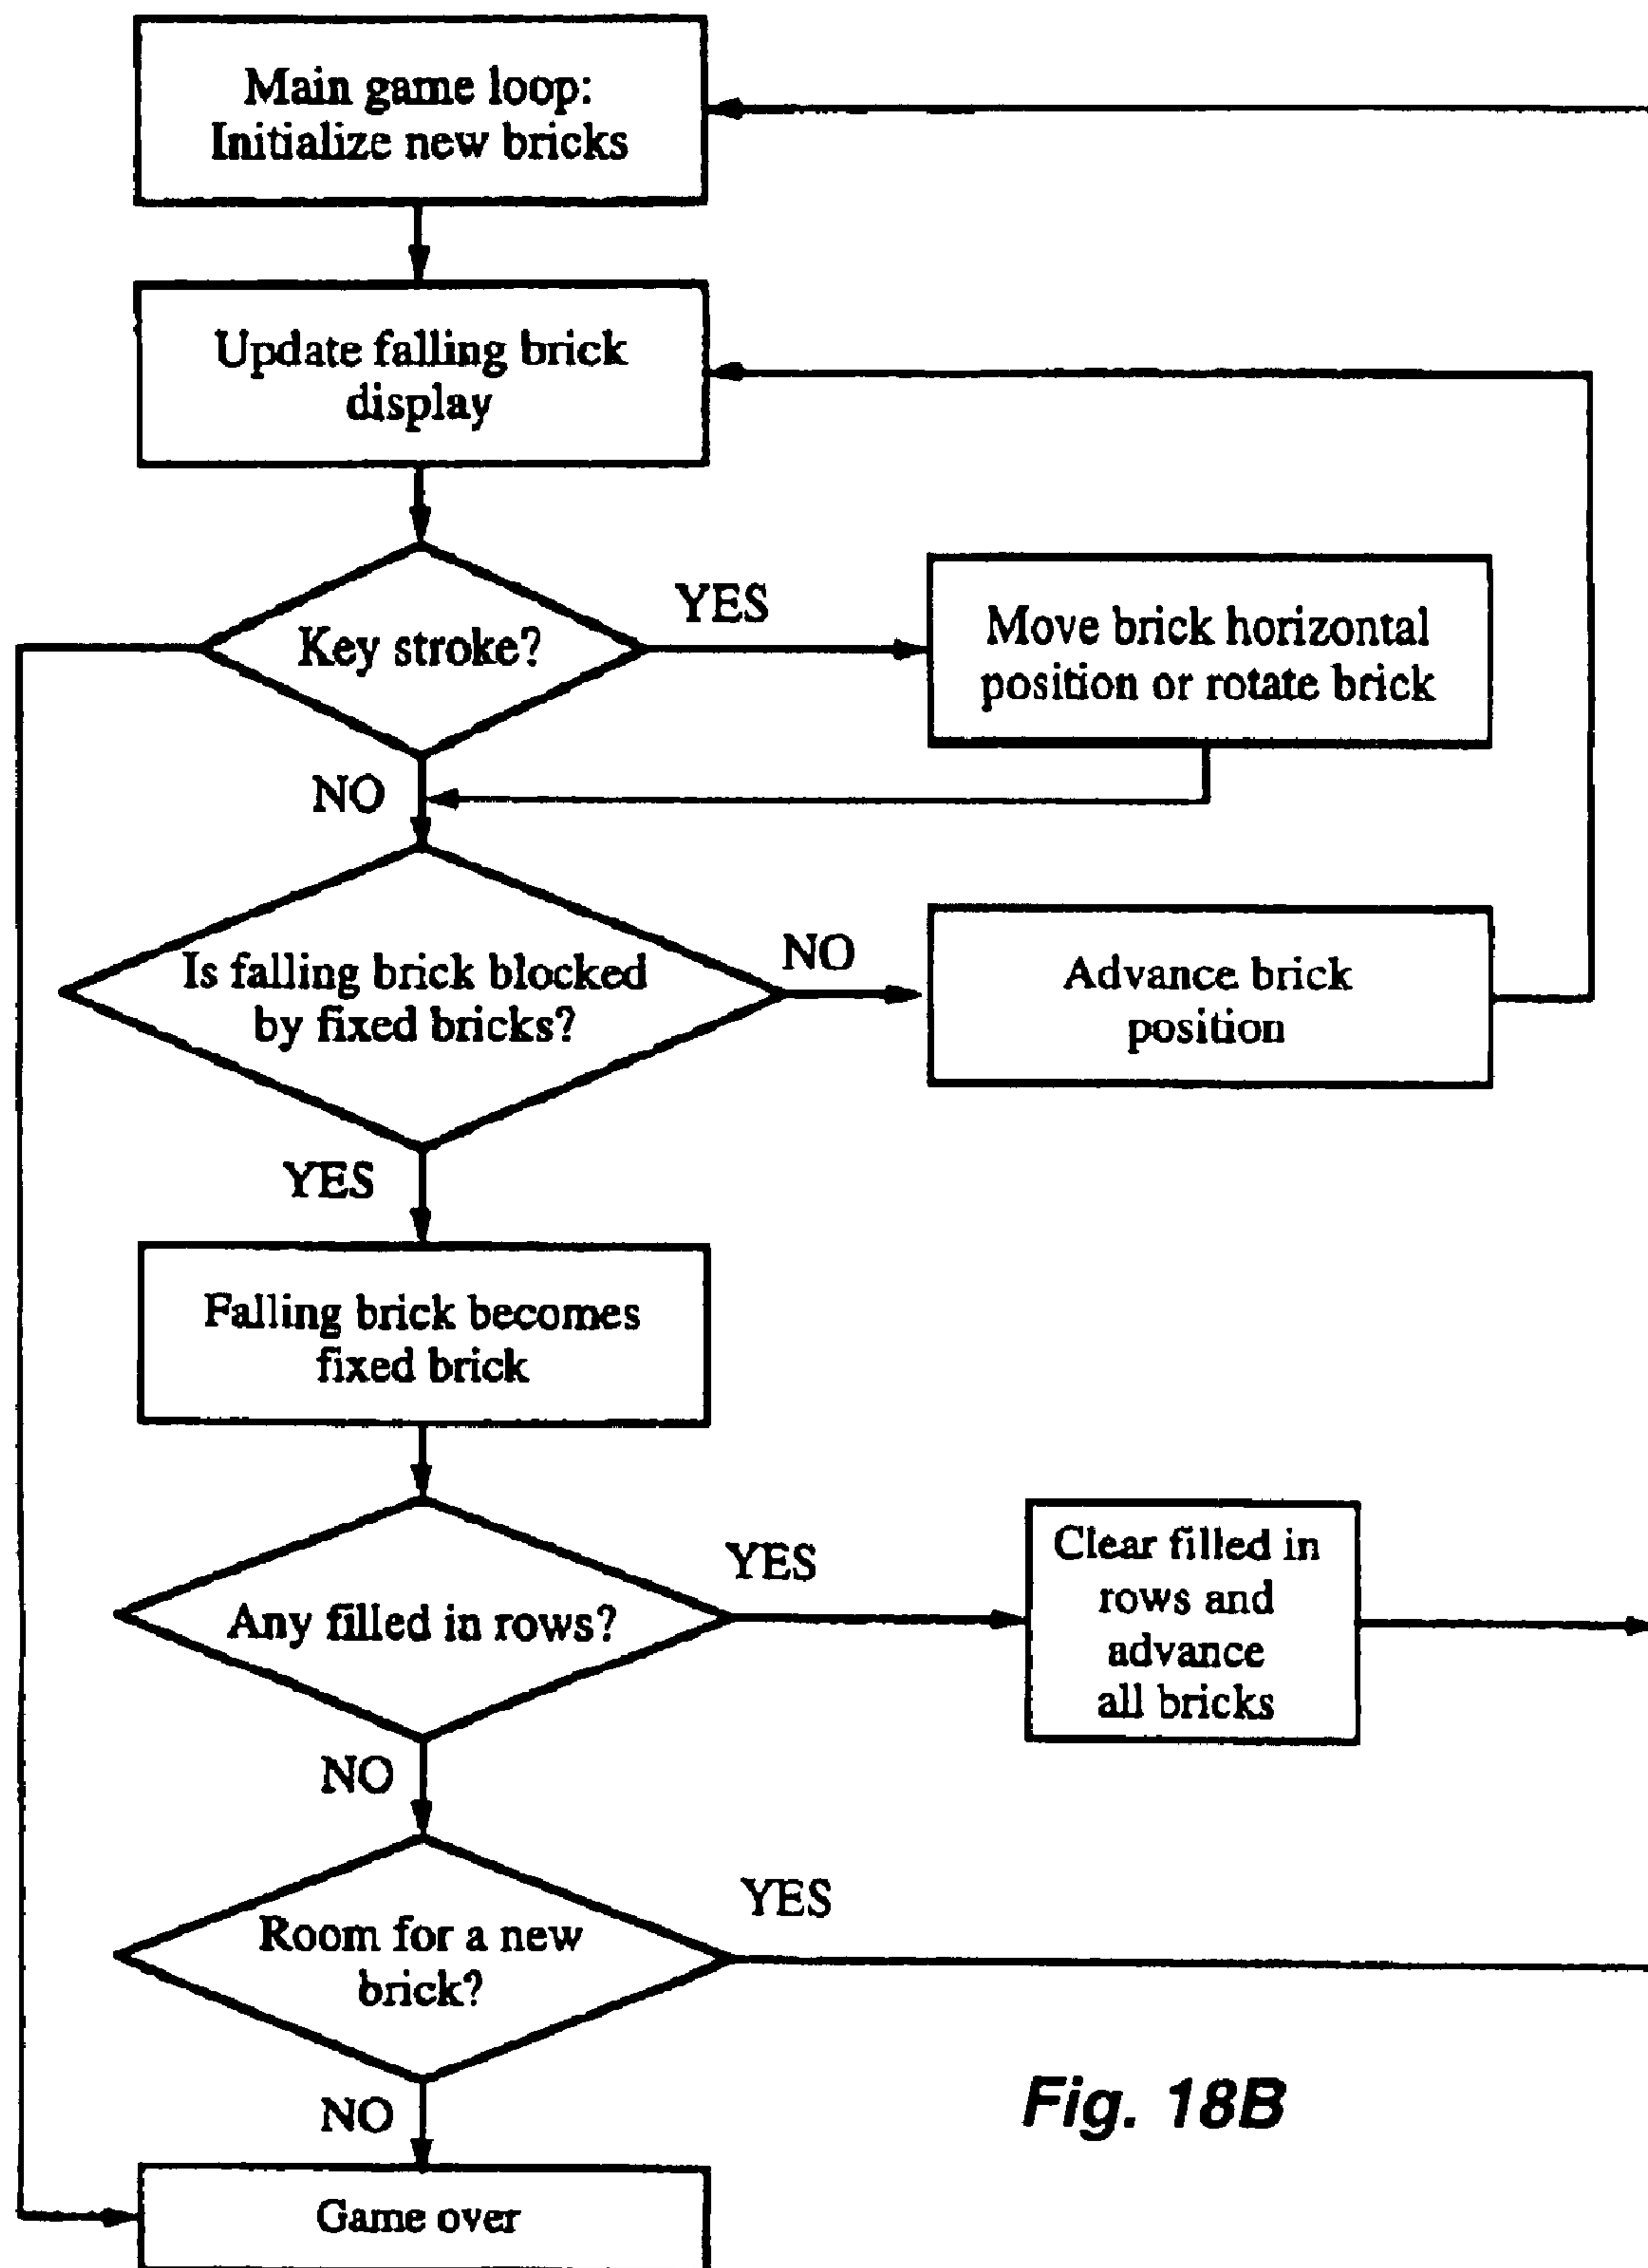 Main game loop:
Initialize new bricks
Update falling brick
display
Key stroke?
YES
Move brick horizontal
position or rotate brick
NO
Is falling brick blocked
by fixed bricks?
NO
Advance brick
position
YES
Falling brick becomes
fixed brick
Any filled in rows?
YES
Clear filled in
rows and
advance
all bricks
NO
Room for a new
brick?
YES
NO
Fig. 18B
Game over